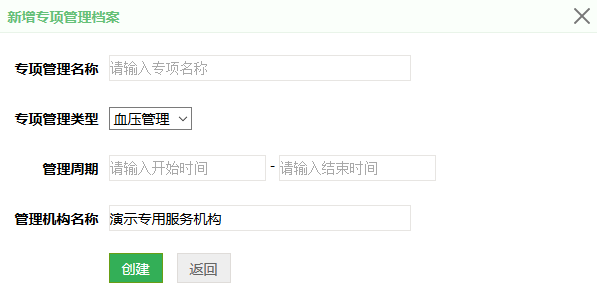 新增专项管理档案
专项管理名称 请输入专项名称
专项管理类型 血压管理
管理周期 请输入开始时间 - 请输入结束时间
管理机构名称 演示专用服务机构
创建 返回